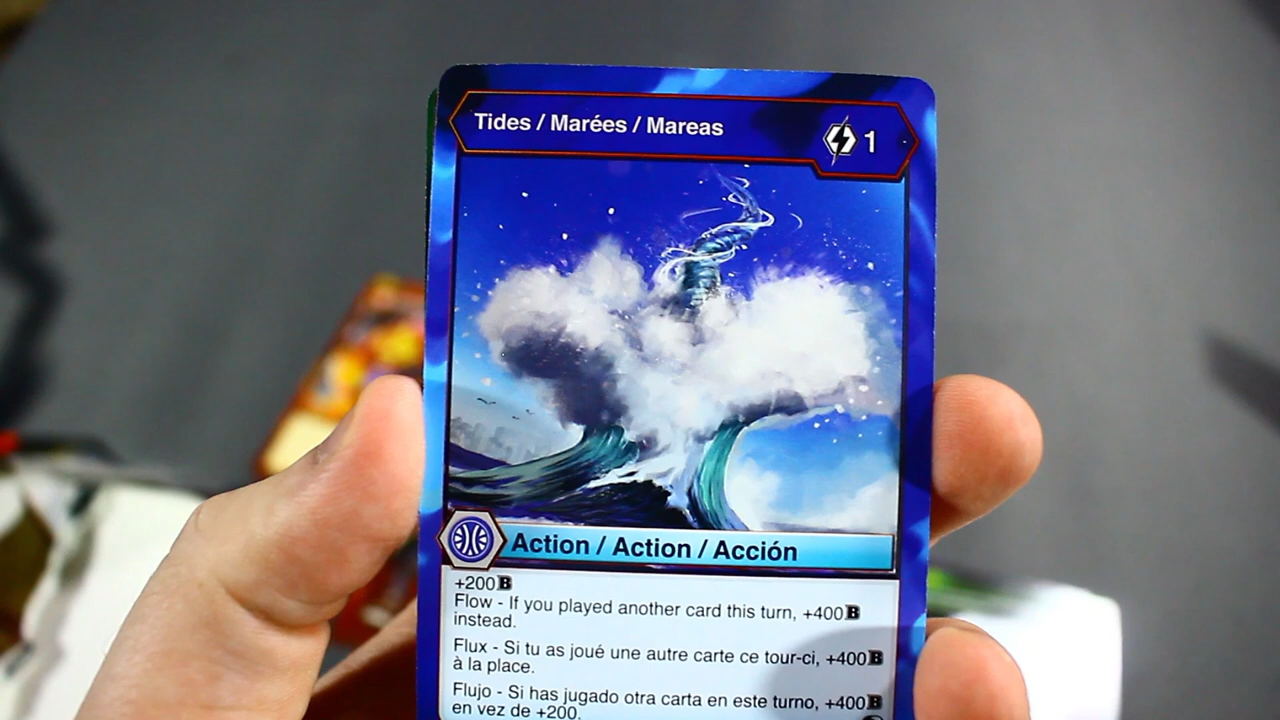 Tides / Marées / Mareas
1
Action / Action / Acción
+200 B
Flow - If you played another card this turn, +400 B
instead.
Flux - Si tu as joué une autre carte ce tour-ci, +400 B
à la place.
Flujo - Si has jugado otra carta en este turno, +400 B
en vez de +200.